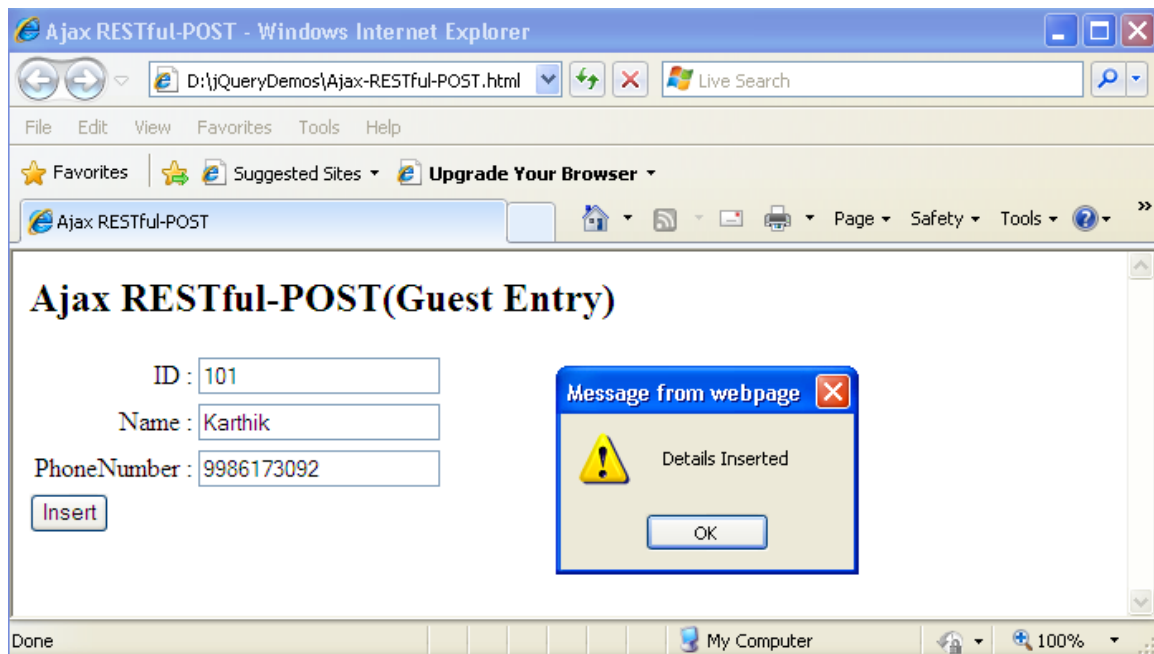 Ajax RESTful-POST - Windows Internet Explorer
D:\jQueryDemos\Ajax-RESTful-POST.html
Live Search
File Edit View Favorites Tools Help
Favorites Suggested Sites Upgrade Your Browser
Ajax RESTful-POST Page Safety Tools »
Ajax RESTful-POST(Guest Entry)
ID : 101
Name : Karthik
PhoneNumber : 9986173092
Insert
Message from webpage
Details Inserted
OK
Done My Computer 100%